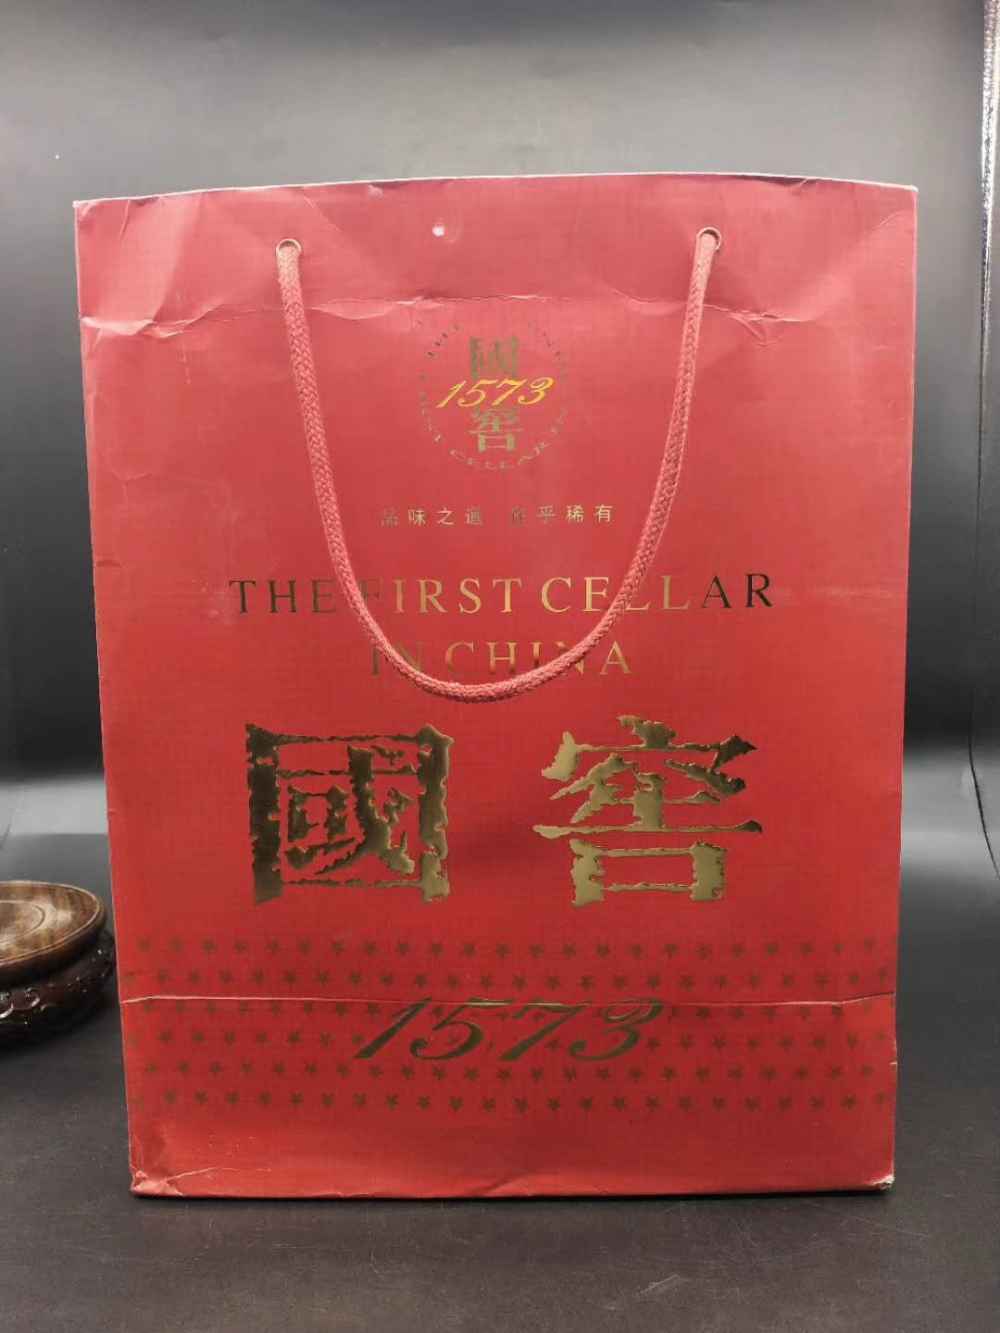 國
1573
窖
品味之道 在乎稀有
THE FIRST CELLAR
IN CHINA
國窖
1573